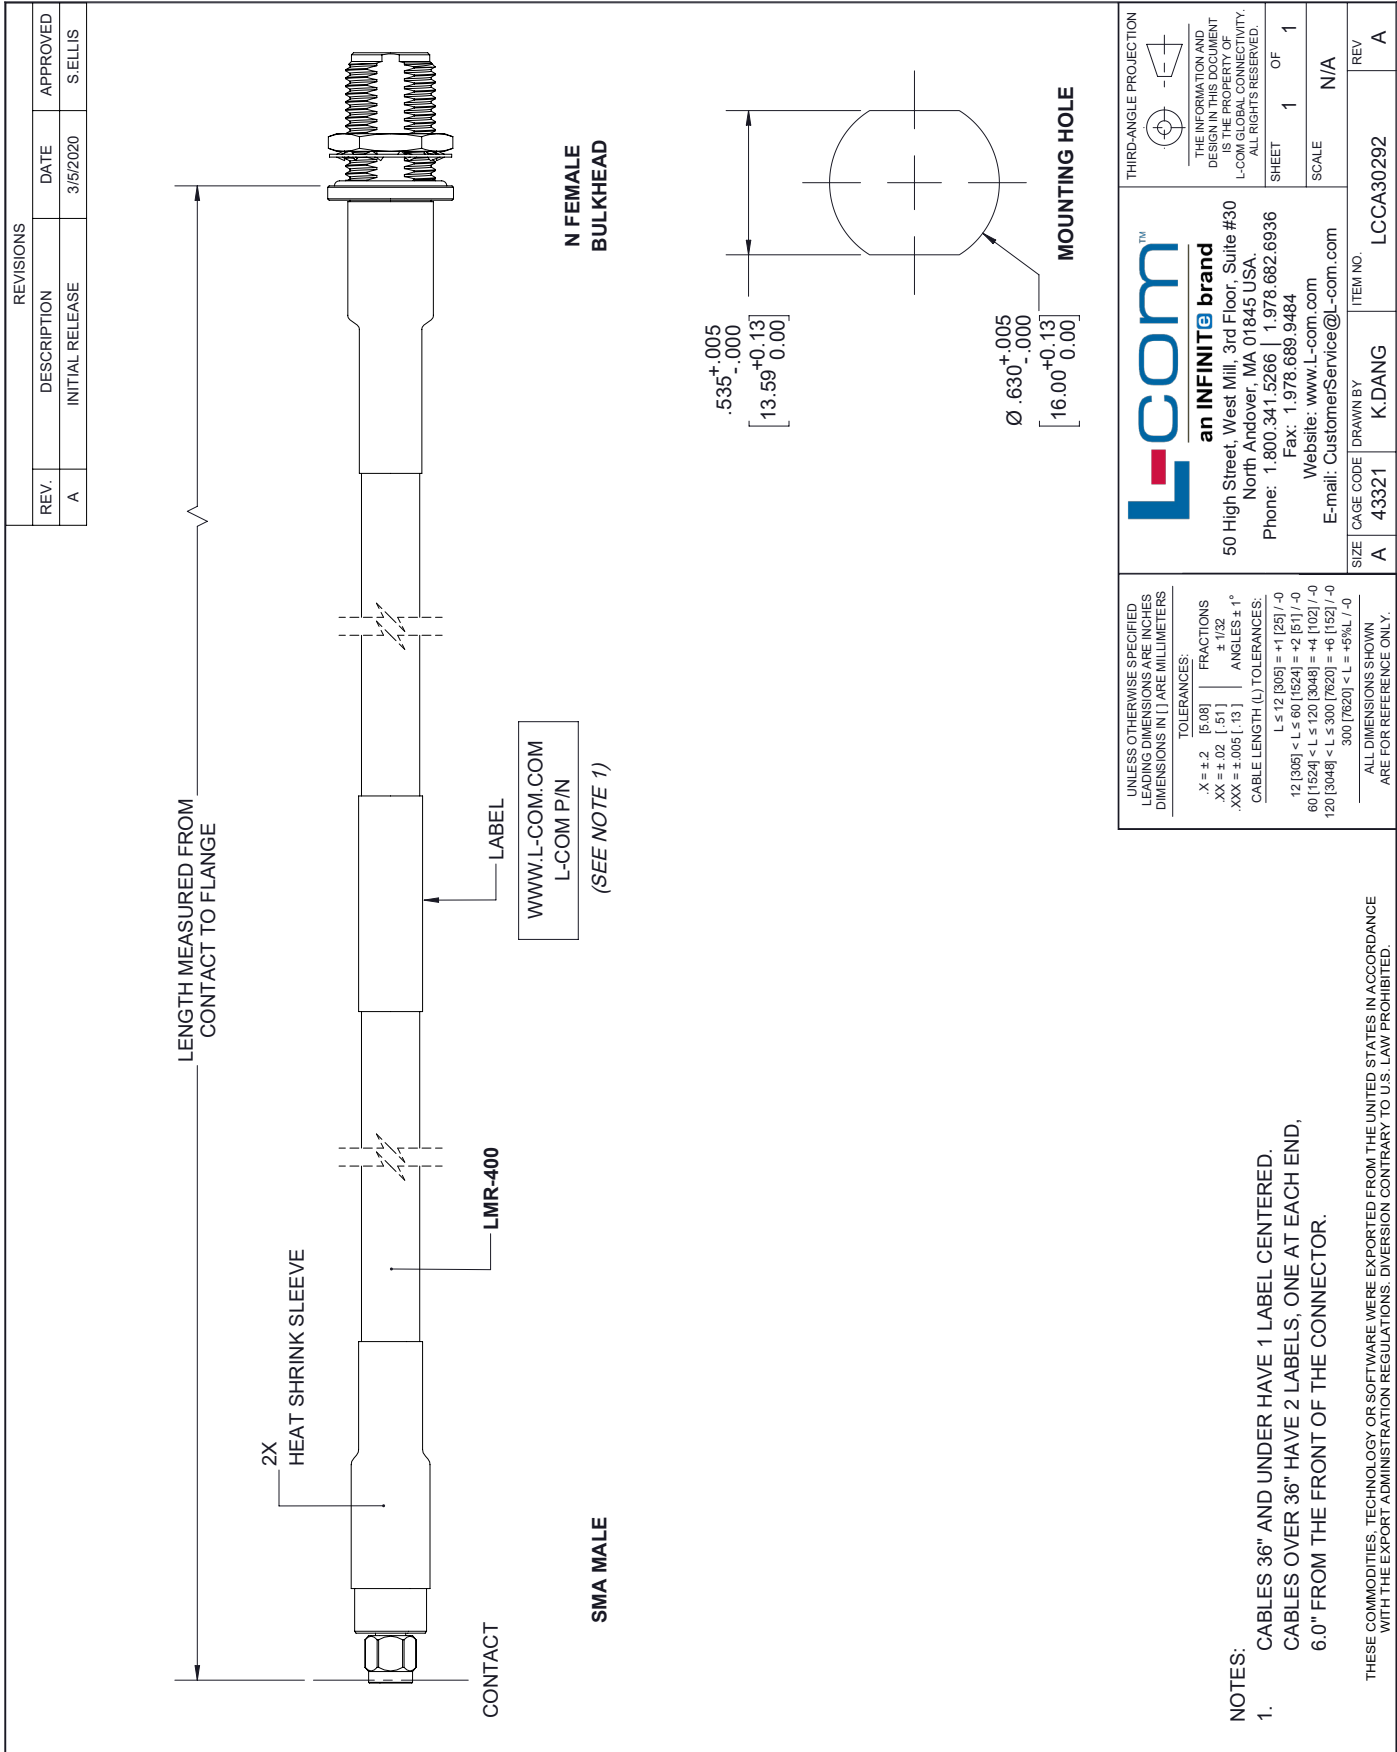 REVISIONS
REV.
DESCRIPTION
DATE
APPROVED
A
INITIAL RELEASE
3/5/2020
S.ELLIS
LENGTH MEASURED FROM
CONTACT TO FLANGE
2X
HEAT SHRINK SLEEVE
CONTACT
LMR-400
LABEL
WWW.L-COM.COM
L-COM P/N
(SEE NOTE 1)
SMA MALE
N FEMALE
BULKHEAD
.535 +.005
-.000
[13.59 +0.13
0.00]
Ø .630 +.005
-.000
[16.00 +0.13
0.00]
MOUNTING HOLE
NOTES:
1. CABLES 36" AND UNDER HAVE 1 LABEL CENTERED.
CABLES OVER 36" HAVE 2 LABELS, ONE AT EACH END,
6.0" FROM THE FRONT OF THE CONNECTOR.
THESE COMMODITIES, TECHNOLOGY OR SOFTWARE WERE EXPORTED FROM THE UNITED STATES IN ACCORDANCE
WITH THE EXPORT ADMINISTRATION REGULATIONS. DIVERSION CONTRARY TO U.S. LAW PROHIBITED.
UNLESS OTHERWISE SPECIFIED
LEADING DIMENSIONS ARE INCHES
DIMENSIONS IN [ ] ARE MILLIMETERS
TOLERANCES:
.X = ± .2 [5.08]
.XX = ± .02 [ .51 ]
.XXX = ± .005 [ .13 ]
FRACTIONS
± 1/32
ANGLES ± 1°
CABLE LENGTH (L) TOLERANCES:
L ≤ 12 [305] = +1 [25] / -0
12 [305] < L ≤ 60 [1524] = +2 [51] / -0
60 [1524] < L ≤ 120 [3048] = +4 [102] / -0
120 [3048] < L ≤ 300 [7620] = +6 [152] / -0
300 [7620] < L = +5%L / -0
ALL DIMENSIONS SHOWN
ARE FOR REFERENCE ONLY.
L-com™
an INFINITe brand
50 High Street, West Mill, 3rd Floor, Suite #30
North Andover, MA 01845 USA.
Phone: 1.800.341.5266 | 1.978.682.6936
Fax: 1.978.689.9484
Website: www.L-com.com
E-mail: CustomerService@L-com.com
THIRD-ANGLE PROJECTION
THE INFORMATION AND
DESIGN IN THIS DOCUMENT
IS THE PROPERTY OF
L-COM GLOBAL CONNECTIVITY.
ALL RIGHTS RESERVED.
SHEET
1 OF 1
SCALE
N/A
SIZE
A
CAGE CODE
43321
DRAWN BY
K.DANG
ITEM NO.
LCCA30292
REV
A